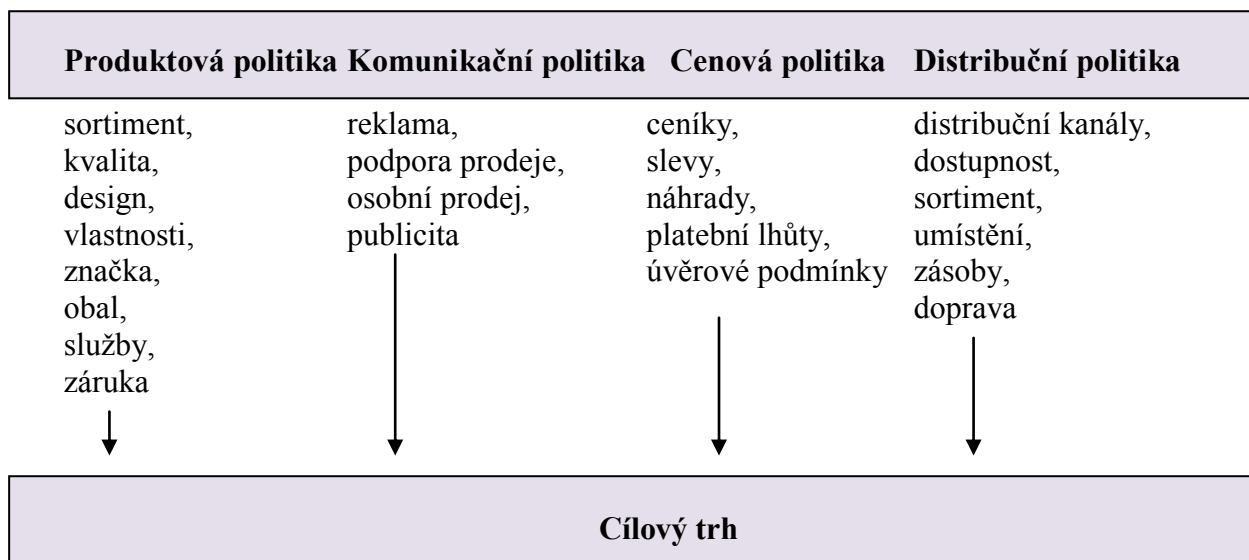 Produktová politika Komunikační politika Cenová politika Distribuční politika
sortiment,
kvalita,
design,
vlastnosti,
značka,
obal,
služby,
záruka
reklama,
podpora prodeje,
osobní prodej,
publicita
ceníky,
slevy,
náhrady,
platební lhůty,
úvěrové podmínky
distribuční kanály,
dostupnost,
sortiment,
umístění,
zásoby,
doprava
Cílový trh